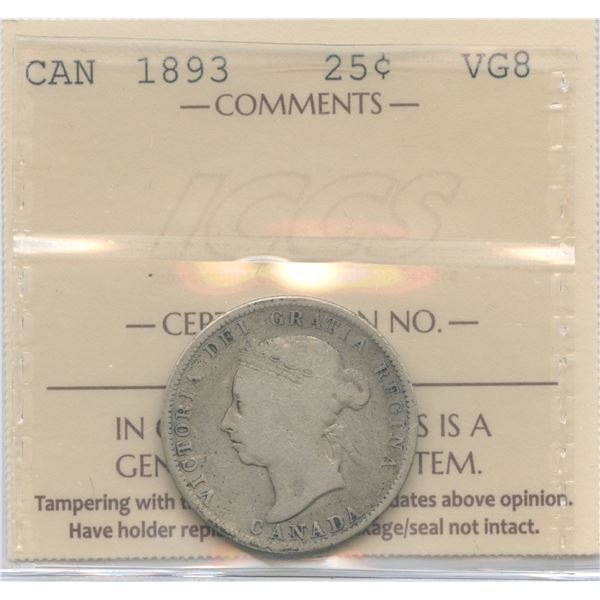 CAN 1893 25¢ VG8
— COMMENTS —
ICCS
— CER N NO. —
VICTORIA DEI GRATIA REGINA
CANADA
IN S IS A
GEN TEM.
Tampering with t dates above opinion.
Have holder repl kage/seal not intact.